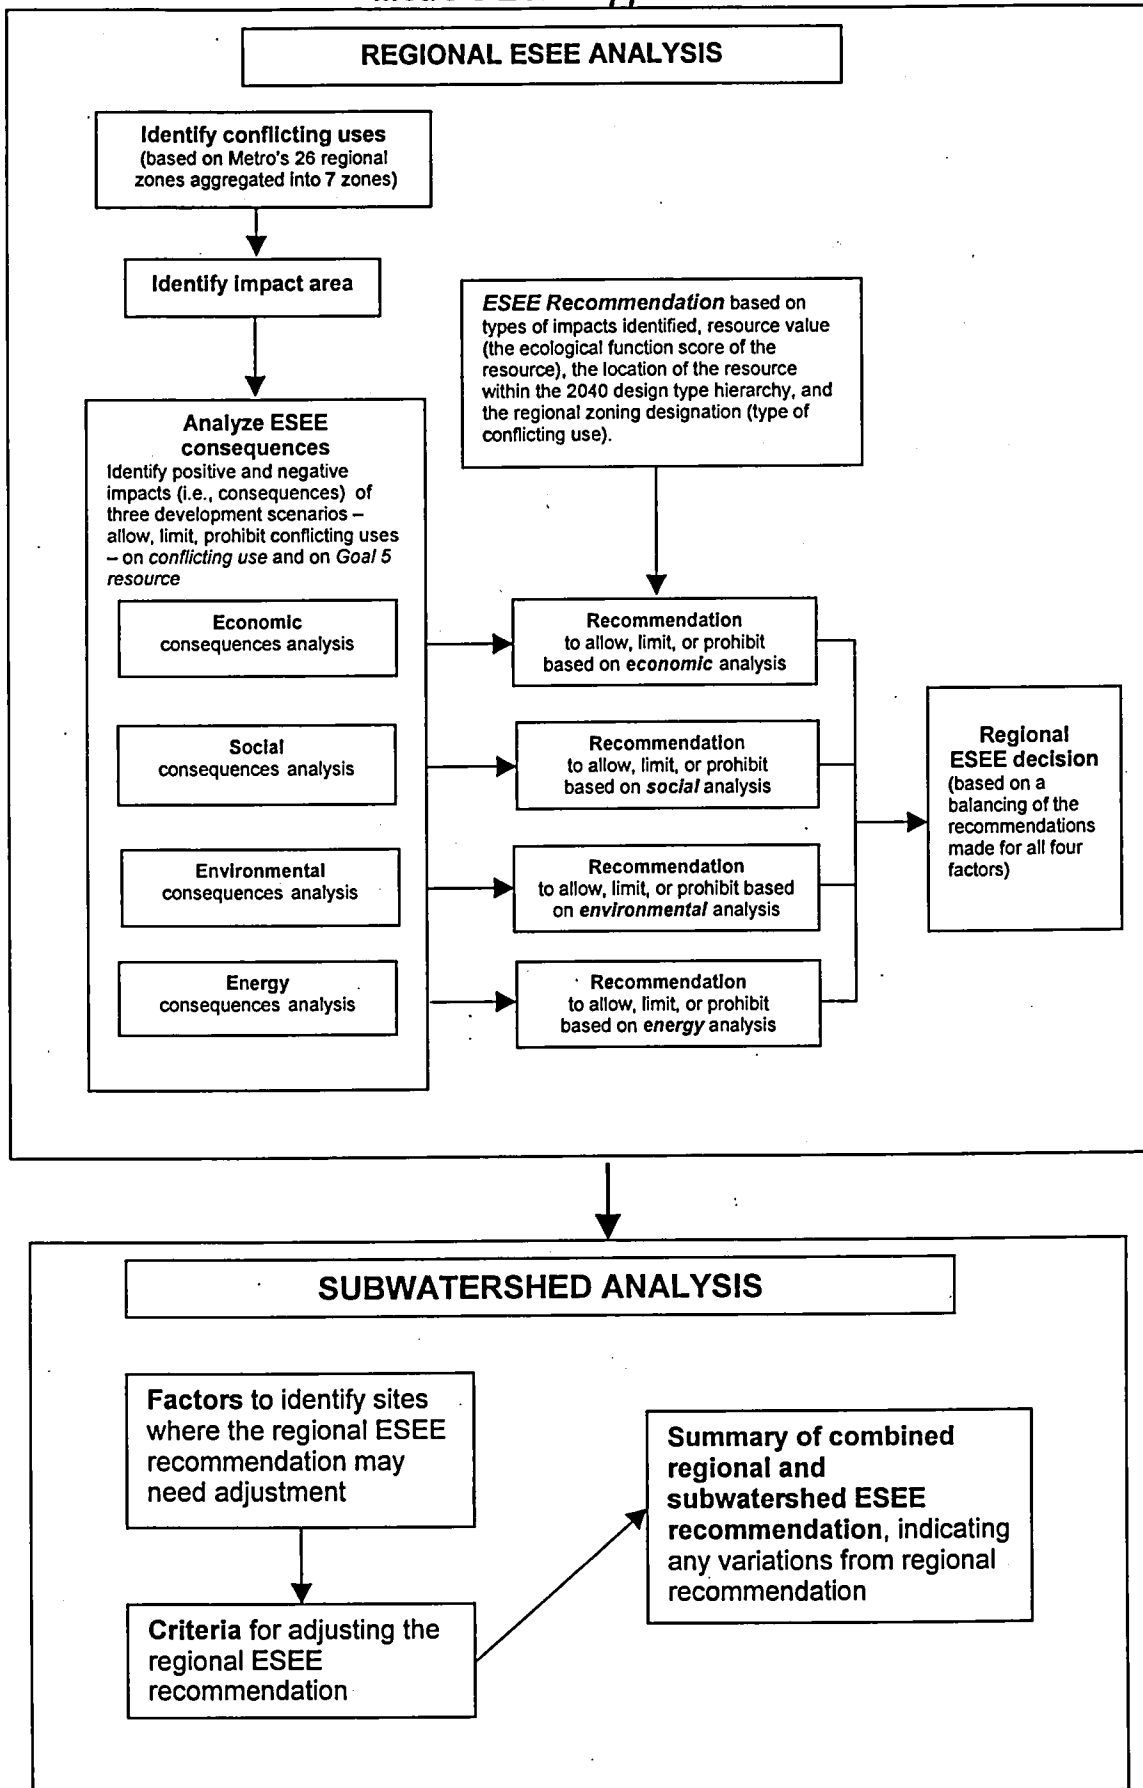 REGIONAL ESEE ANALYSIS
Identify conflicting uses
(based on Metro's 26 regional
zones aggregated into 7 zones)
Identify impact area
ESEE Recommendation based on
types of impacts identified, resource value
(the ecological function score of the
resource), the location of the resource
within the 2040 design type hierarchy, and
the regional zoning designation (type of
conflicting use).
Analyze ESEE
consequences
Identify positive and negative
impacts (i.e., consequences) of
three development scenarios –
allow, limit, prohibit conflicting uses
– on conflicting use and on Goal 5
resource
Economic
consequences analysis
Recommendation
to allow, limit, or prohibit
based on economic analysis
Social
consequences analysis
Recommendation
to allow, limit, or prohibit
based on social analysis
Environmental
consequences analysis
Recommendation
to allow, limit, or prohibit based
on environmental analysis
Energy
consequences analysis
Recommendation
to allow, limit, or prohibit
based on energy analysis
Regional
ESEE decision
(based on a
balancing of the
recommendations
made for all four
factors)
SUBWATERSHED ANALYSIS
Factors to identify sites
where the regional ESEE
recommendation may
need adjustment
Criteria for adjusting the
regional ESEE
recommendation
Summary of combined
regional and
subwatershed ESEE
recommendation, indicating
any variations from regional
recommendation